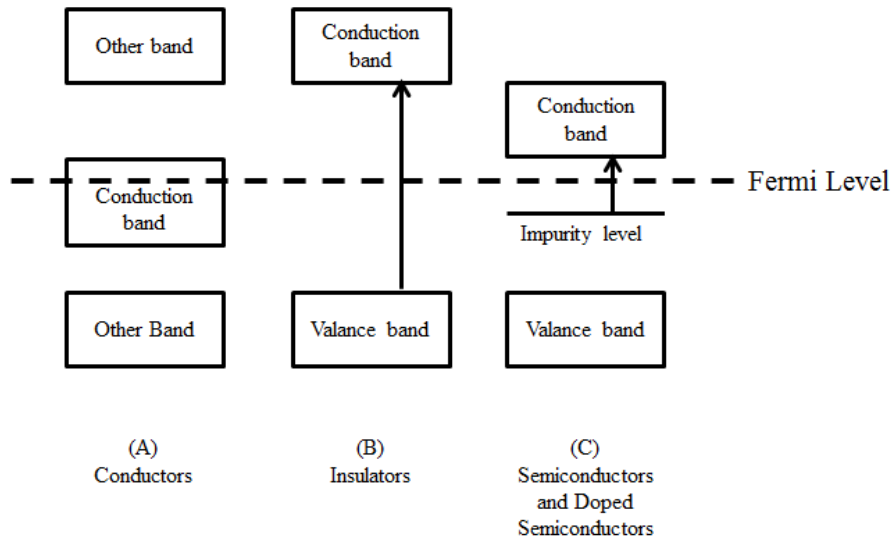 Other band
Conduction
band
Conduction
band
Fermi Level
Conduction
band
Impurity level
Other Band
Valance band
Valance band
(A)
Conductors
(B)
Insulators
(C)
Semiconductors
and Doped
Semiconductors